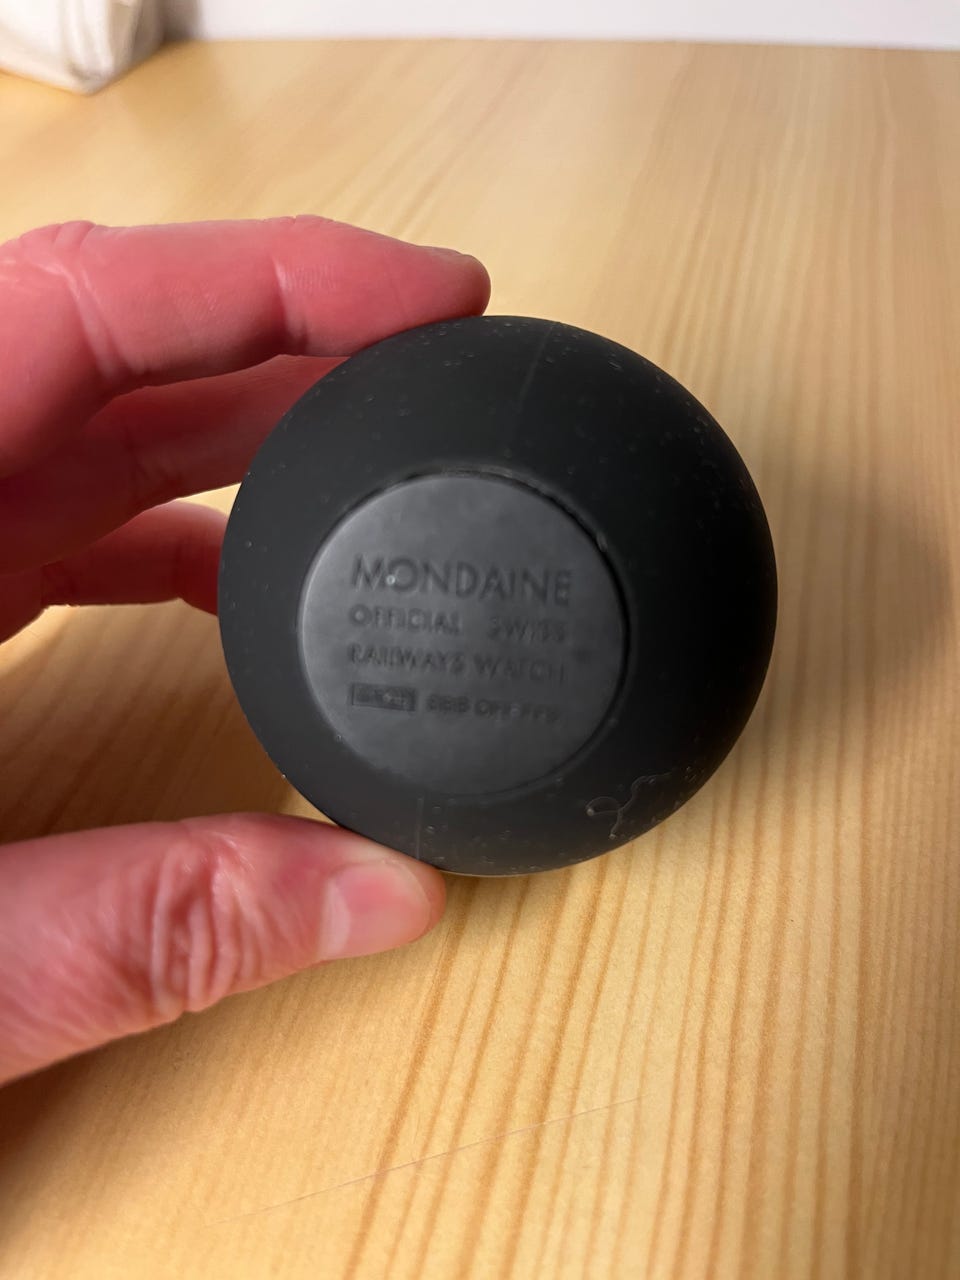 MONDAINE
OFFICIAL SWISS
RAILWAYS WATCH
SBB CFF FFS